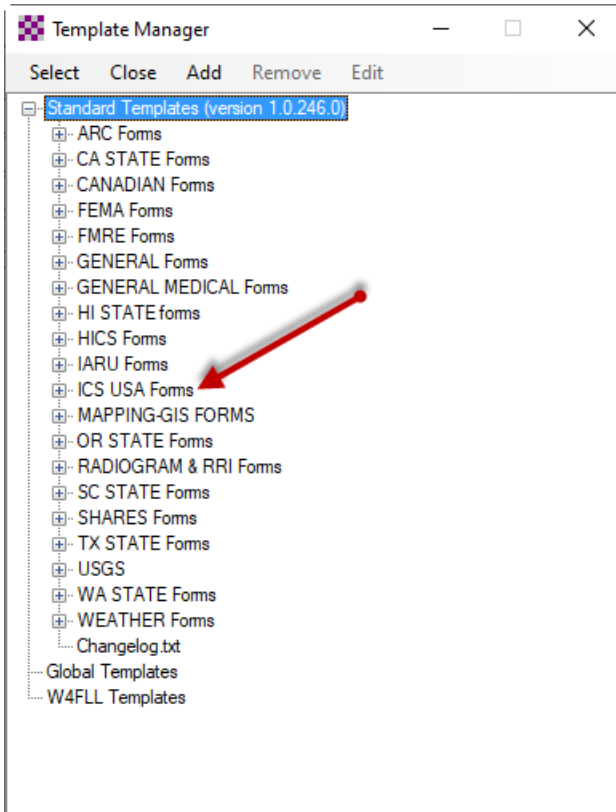 Template Manager
Select Close Add Remove Edit
Standard Templates (version 1.0.246.0)
ARC Forms
CA STATE Forms
CANADIAN Forms
FEMA Forms
FMRE Forms
GENERAL Forms
GENERAL MEDICAL Forms
HI STATE forms
HICS Forms
IARU Forms
ICS USA Forms
MAPPING-GIS FORMS
OR STATE Forms
RADIOGRAM & RRI Forms
SC STATE Forms
SHARES Forms
TX STATE Forms
USGS
WA STATE Forms
WEATHER Forms
Changelog.txt
Global Templates
W4FLL Templates